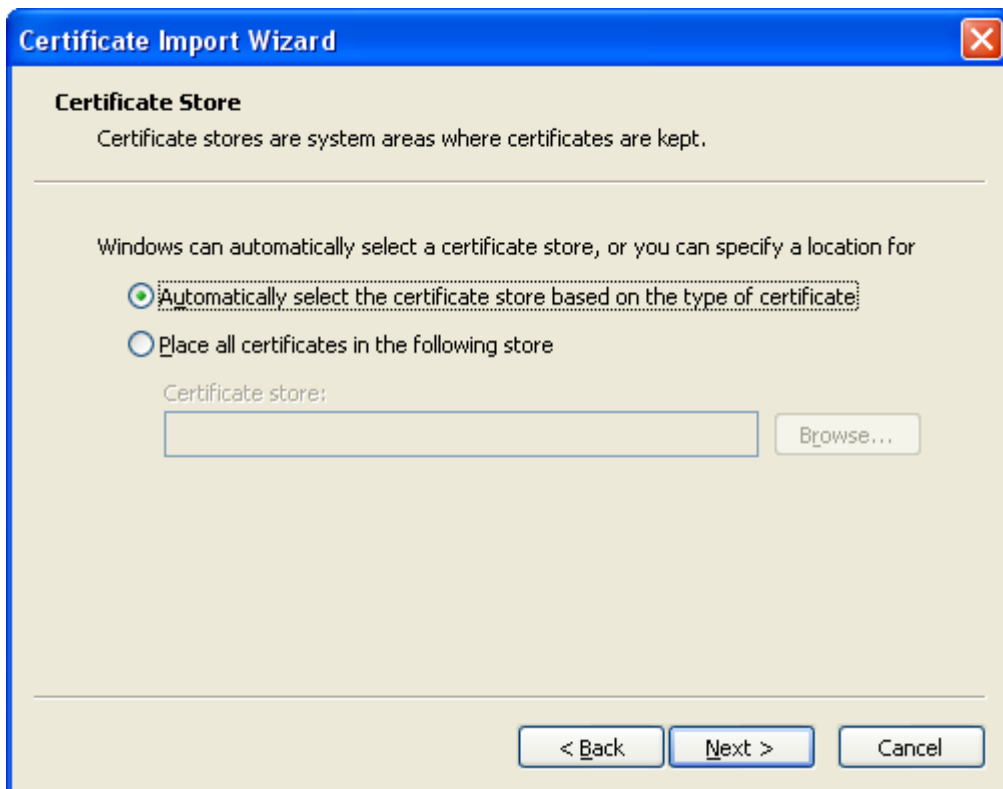 Certificate Import Wizard
Certificate Store
Certificate stores are system areas where certificates are kept.
Windows can automatically select a certificate store, or you can specify a location for
Automatically select the certificate store based on the type of certificate
Place all certificates in the following store
Certificate store:
Browse...
< Back Next > Cancel